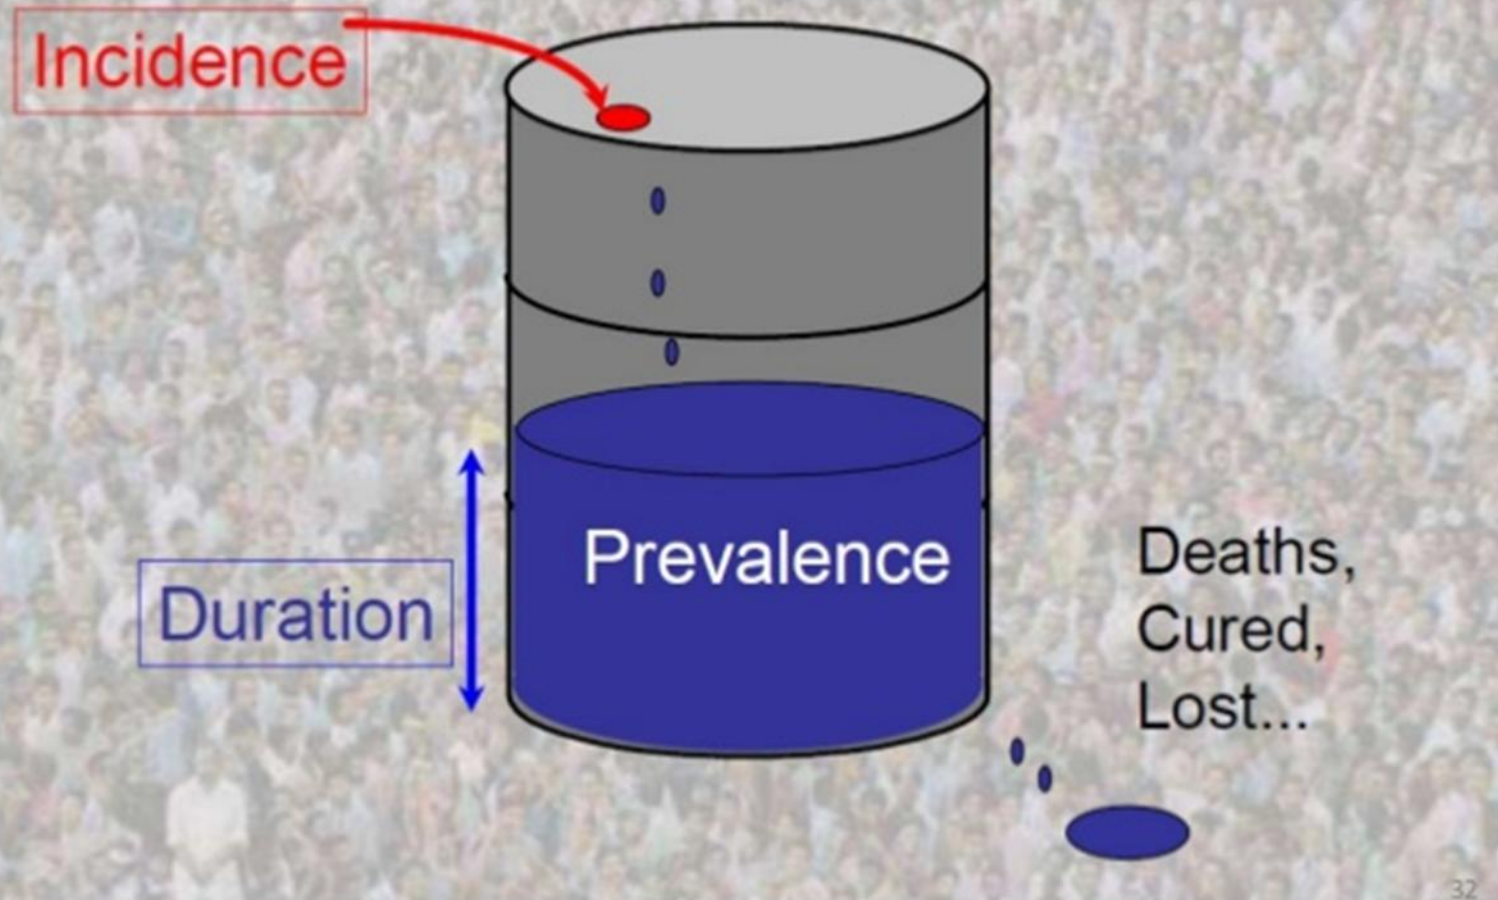 Incidence
Prevalence
Duration
Deaths,
Cured,
Lost...
32